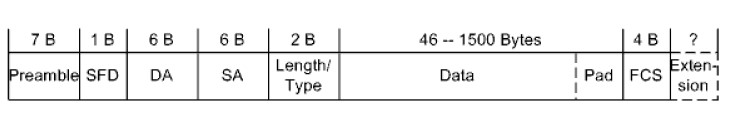 7 B 1 B 6 B 6 B 2 B 46 -- 1500 Bytes 4 B ?
Preamble SFD DA SA Length/ Type Data Pad FCS Exten- sion